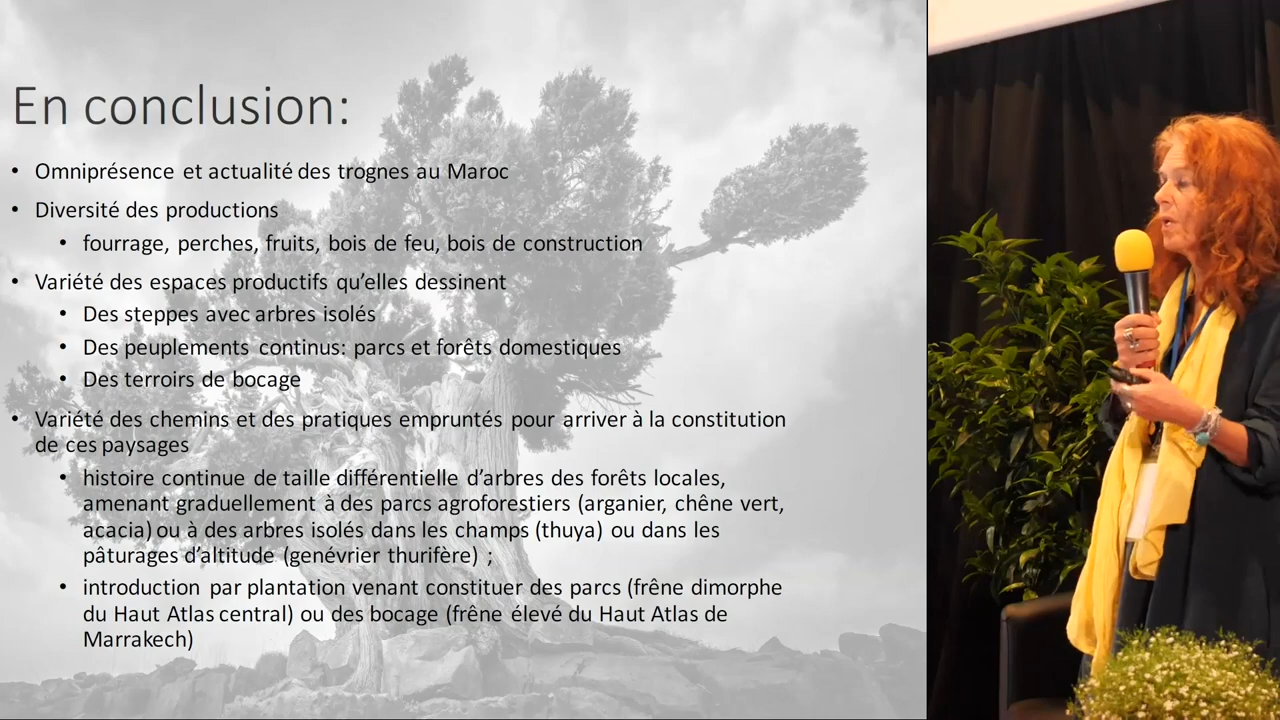 En conclusion:
• Omniprésence et actualité des trognes au Maroc
• Diversité des productions
• fourrage, perches, fruits, bois de feu, bois de construction
• Variété des espaces productifs qu'elles dessinent
• Des steppes avec arbres isolés
• Des peuplements continus: parcs et forêts domestiques
• Des terroirs de bocage
• Variété des chemins et des pratiques empruntés pour arriver à la constitution
de ces paysages
• histoire continue de taille différentielle d'arbres des forêts locales,
amenant graduellement à des parcs agroforestiers (arganier, chêne vert,
acacia) ou à des arbres isolés dans les champs (thuya) ou dans les
pâturages d'altitude (genévrier thurifère) ;
• introduction par plantation venant constituer des parcs (frêne dimorphe
du Haut Atlas central) ou des bocage (frêne élevé du Haut Atlas de
Marrakech)